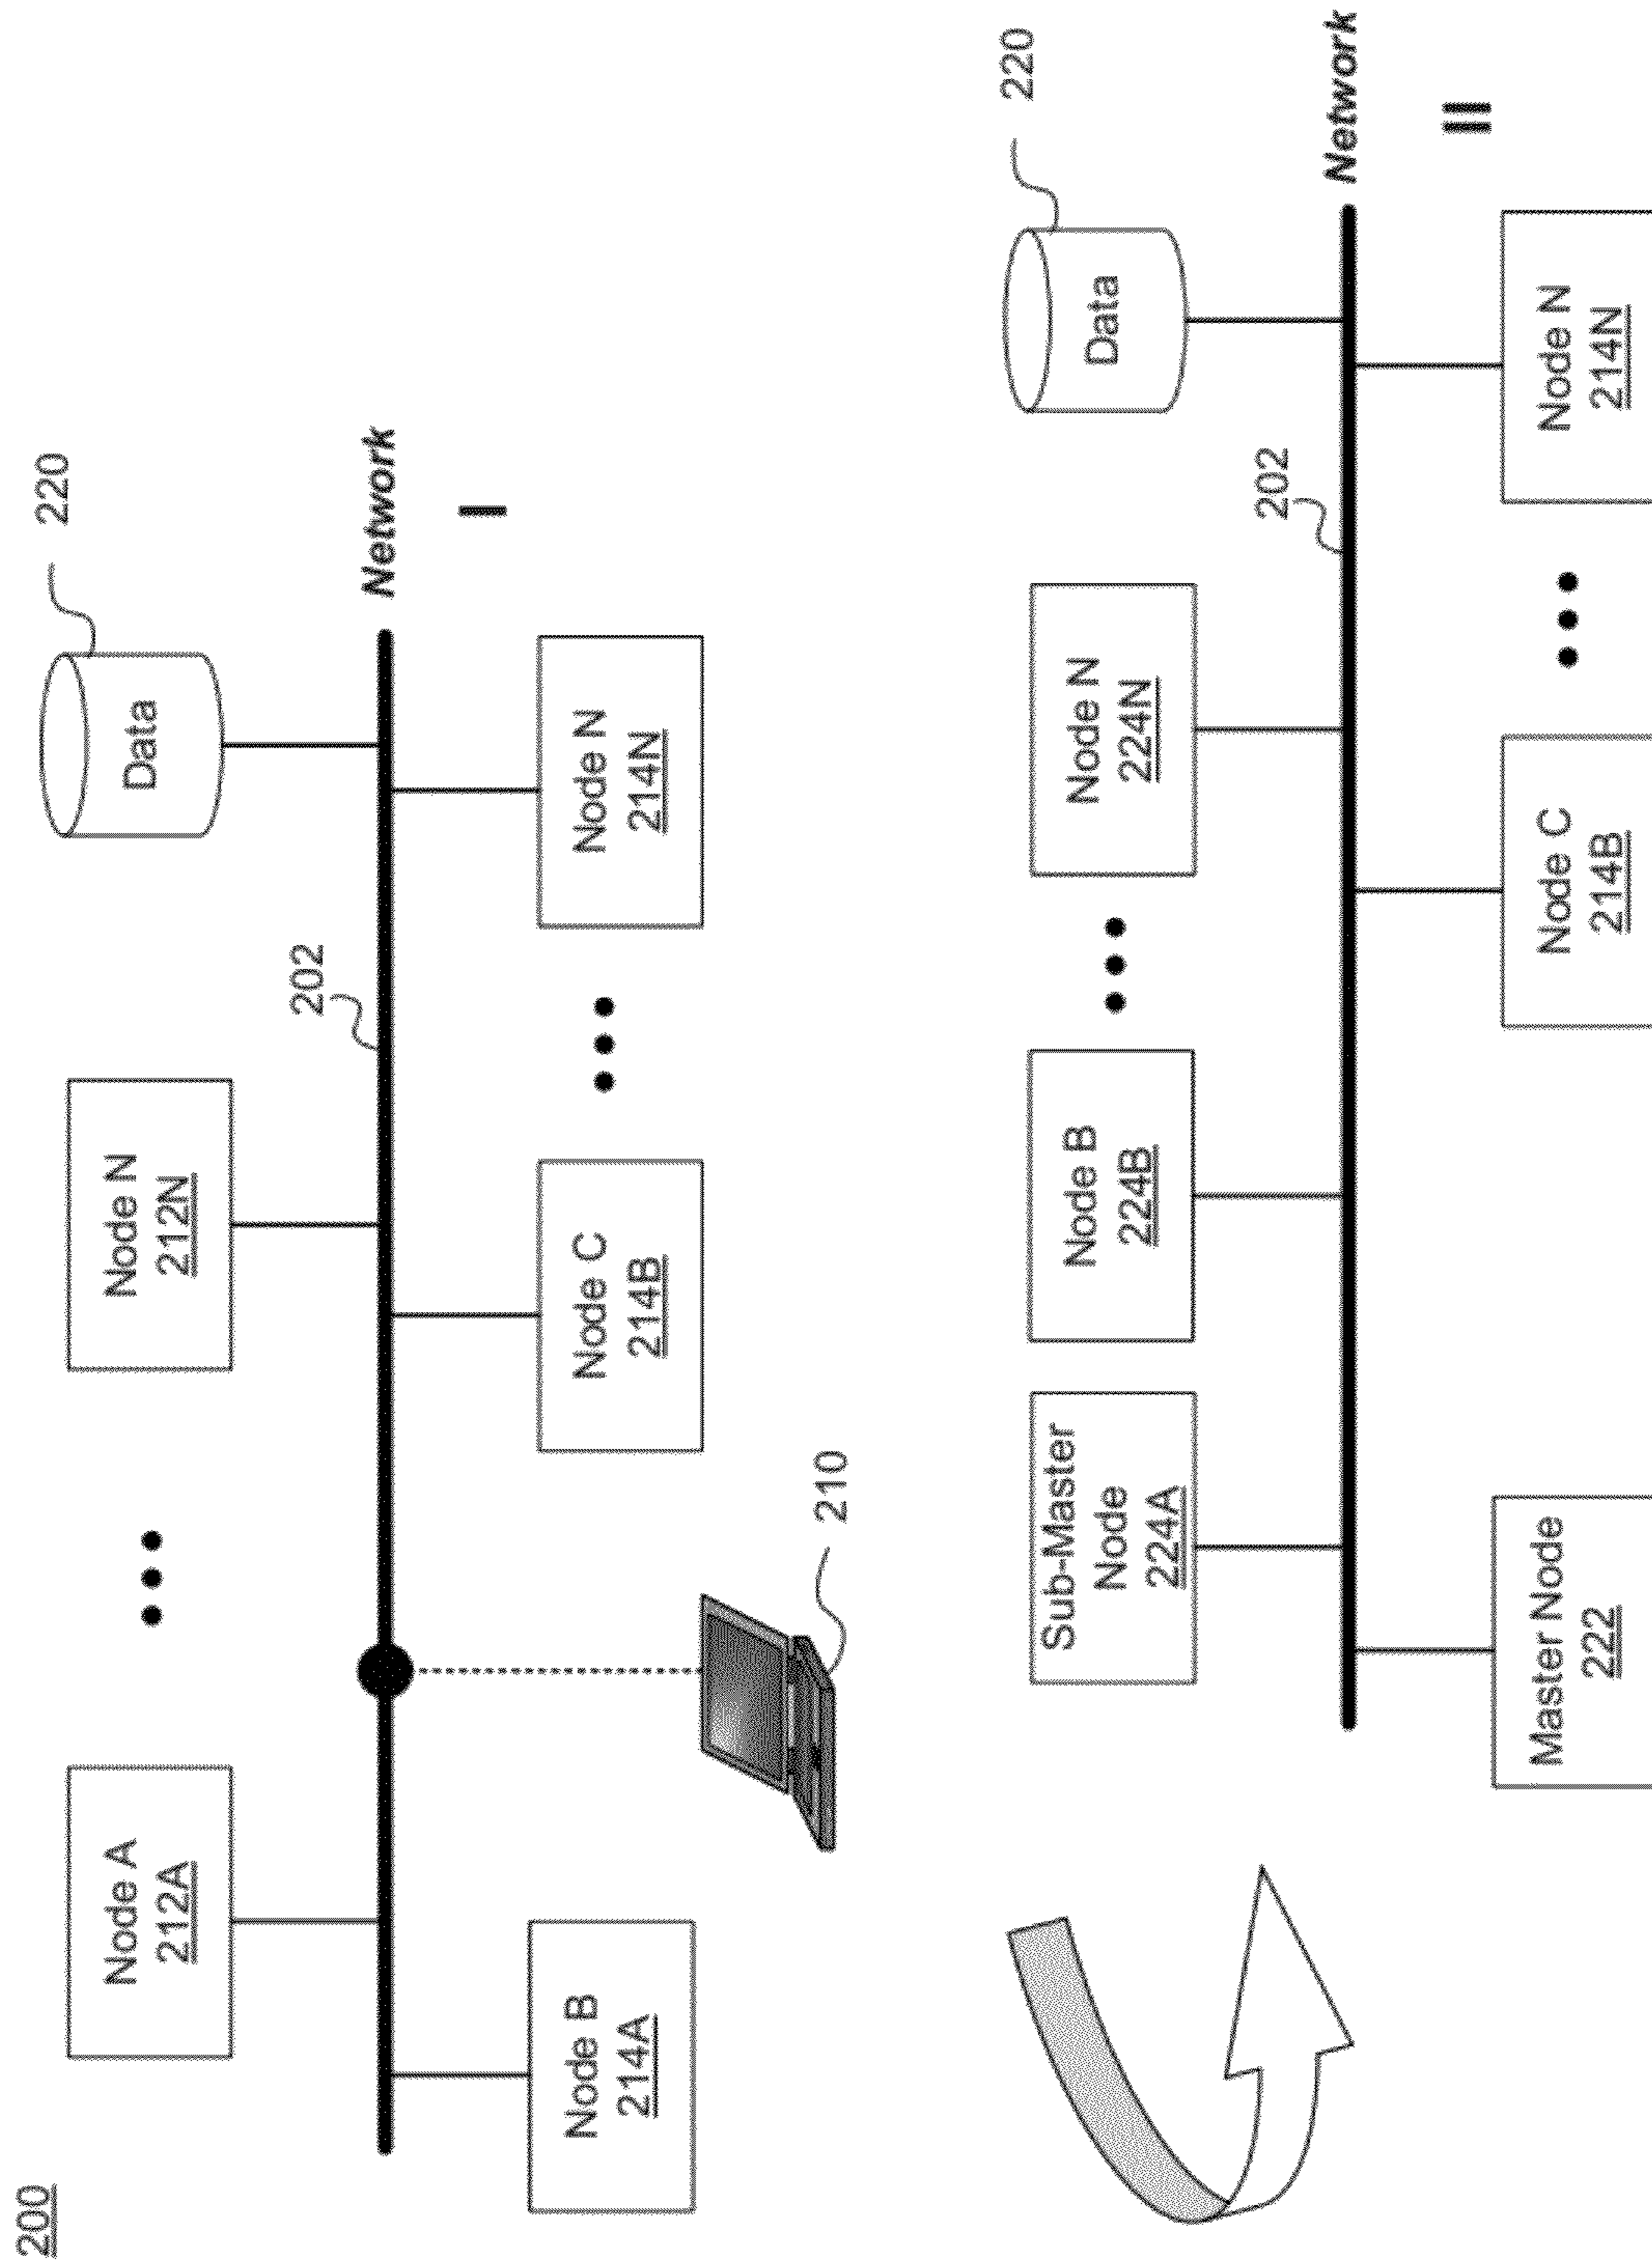 200
Node A
212A
Node N
212N
Data
220
202
Network
I
Node B
214A
210
Node C
214B
Node N
214N
Sub-Master
Node
224A
Node B
224B
Node N
224N
Data
220
202
Network
II
Master Node
222
Node C
214B
Node N
214N